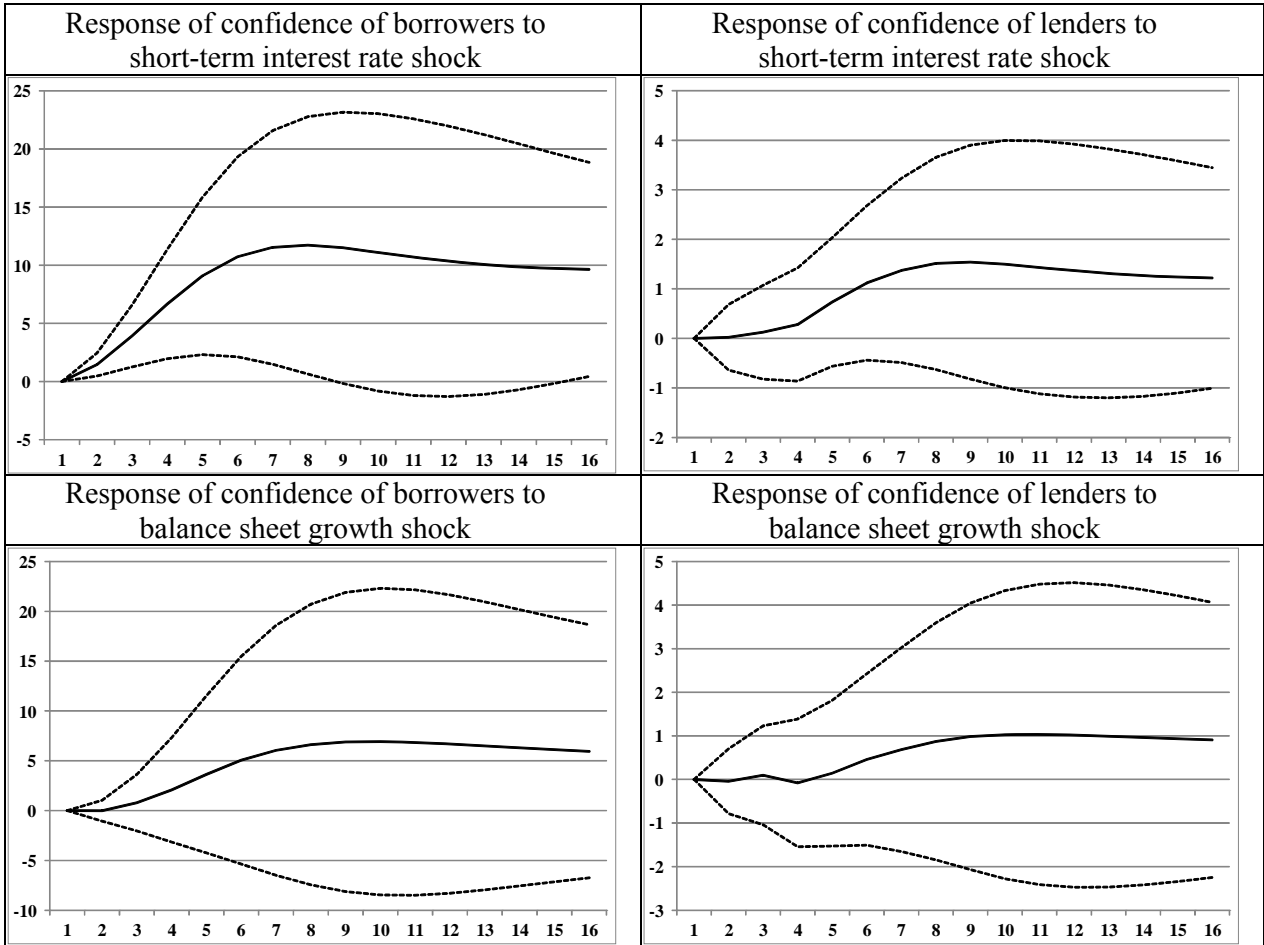 Response of confidence of borrowers to
short-term interest rate shock
Response of confidence of lenders to
short-term interest rate shock
25
20
15
10
5
0
-5
1 2 3 4 5 6 7 8 9 10 11 12 13 14 15 16
5
4
3
2
1
0
-1
-2
1 2 3 4 5 6 7 8 9 10 11 12 13 14 15 16
Response of confidence of borrowers to
balance sheet growth shock
Response of confidence of lenders to
balance sheet growth shock
25
20
15
10
5
0
-5
-10
1 2 3 4 5 6 7 8 9 10 11 12 13 14 15 16
5
4
3
2
1
0
-1
-2
-3
1 2 3 4 5 6 7 8 9 10 11 12 13 14 15 16